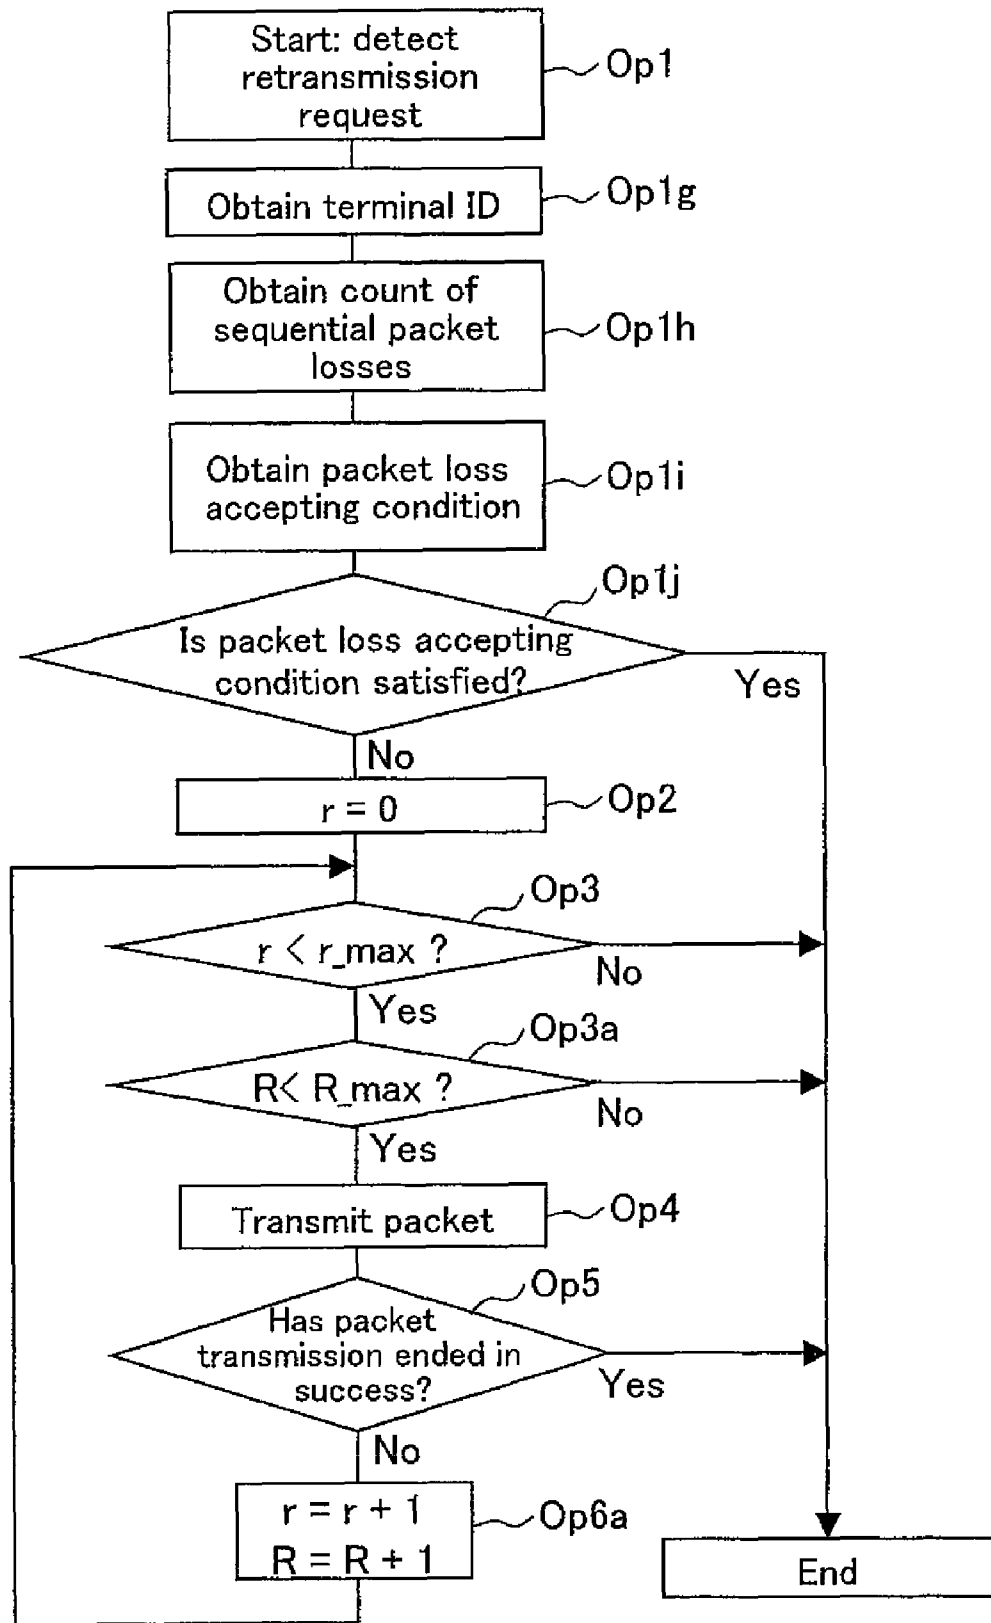 Start: detect
retransmission
request
Op1
Obtain terminal ID
Op1g
Obtain count of
sequential packet
losses
Op1h
Obtain packet loss
accepting condition
Op1i
Op1j
Is packet loss accepting
condition satisfied?
Yes
No
r = 0
Op2
Op3
r < r_max ?
No
Yes
Op3a
R< R_max ?
No
Yes
Transmit packet
Op4
Op5
Has packet
transmission ended in
success?
Yes
No
r = r + 1
R = R + 1
Op6a
End